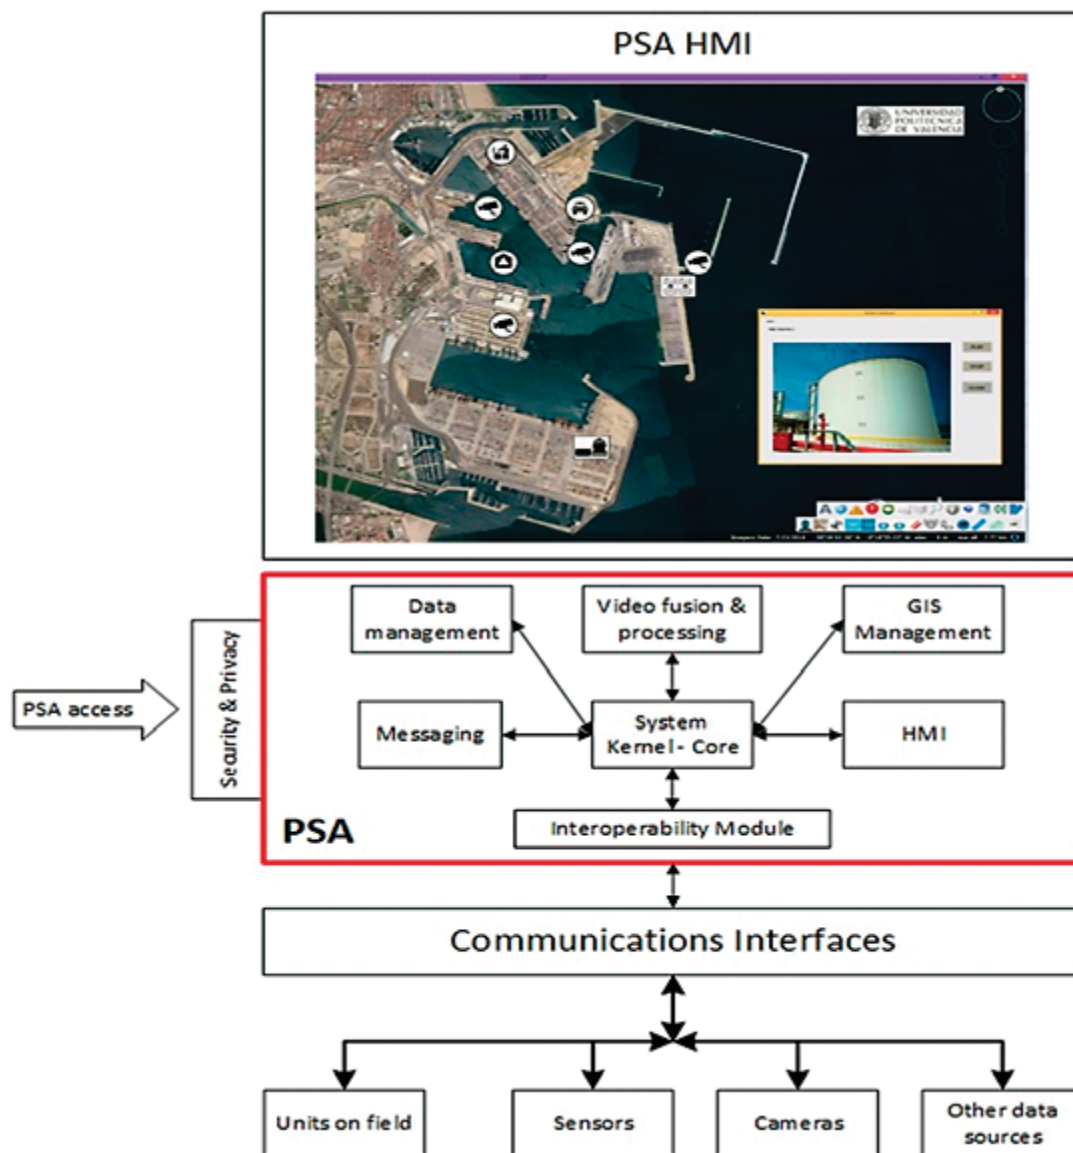 PSA HMI
UNIVERSIDAD
POLITECNICA
DE VALENCIA
Data
management
Video fusion &
processing
GIS
Management
Security & Privacy
PSA access
Messaging
System
Kernel - Core
HMI
Interoperability Module
PSA
Communications Interfaces
Units on field
Sensors
Cameras
Other data
sources